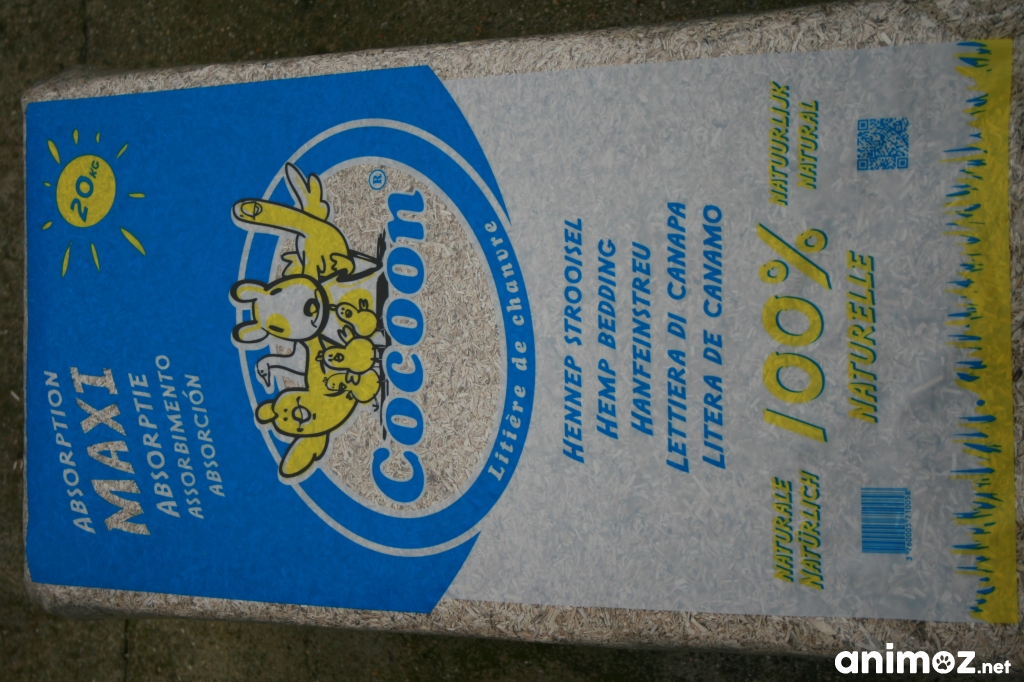 20 KG
ABSORPTION
MAXI
ABSORPTIE
ASSORBIMENTO
ABSORCIÓN
Cocoon®
Litière de chanvre
HENNEP STROOISEL
HEMP BEDDING
HANFEINSTREU
LETTIERA DI CANAPA
LITERA DE CANAMO
NATURALE
NATÜRLICH
100%
NATURELLE
NATUURLIJK
NATURAL
animoz.net